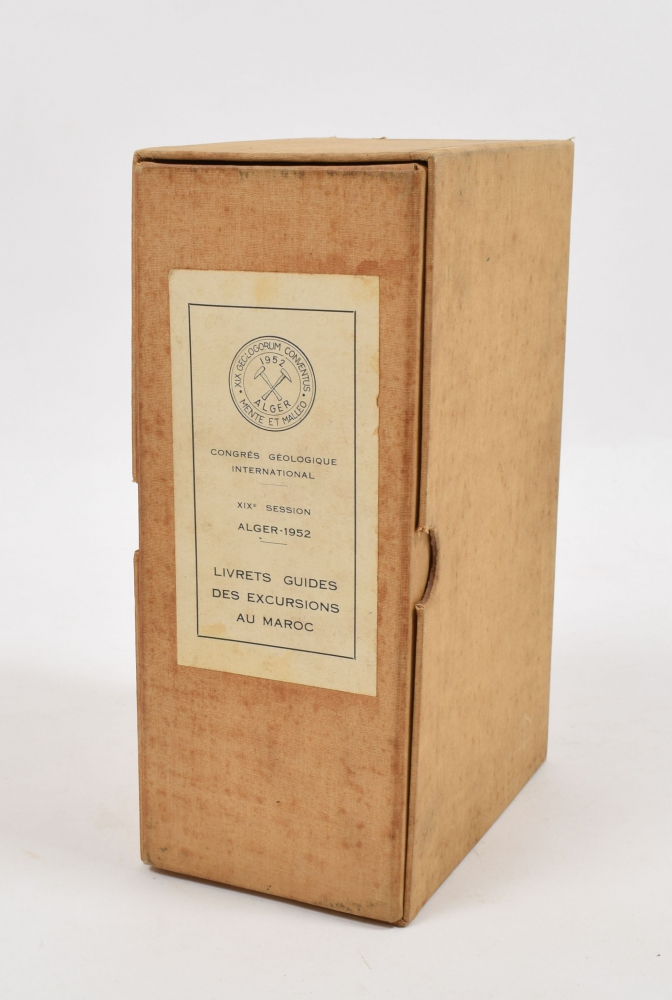 XIX GEOLOGORUM CONVENTUS
1952
ALGER
MENTE ET MALLEO
CONGRÈS GÉOLOGIQUE
INTERNATIONAL
XIXᵉ SESSION
ALGER-1952
LIVRETS GUIDES
DES EXCURSIONS
AU MAROC